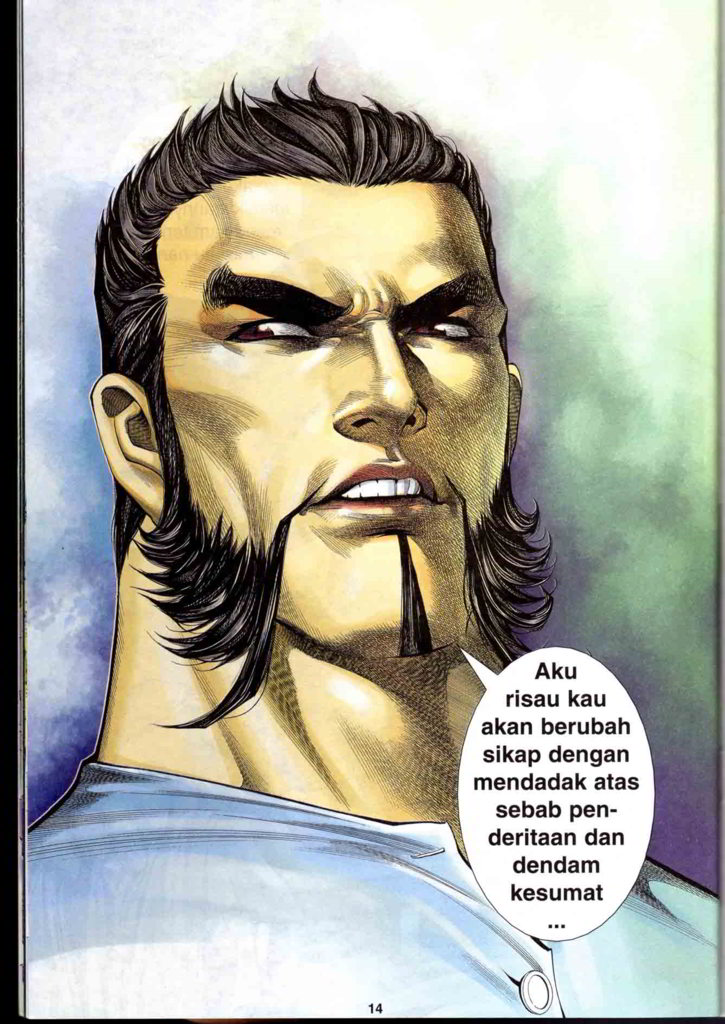 Aku
risau kau
akan berubah
sikap dengan
mendadak atas
sebab pen-
deritaan dan
dendam
kesumat
...
14